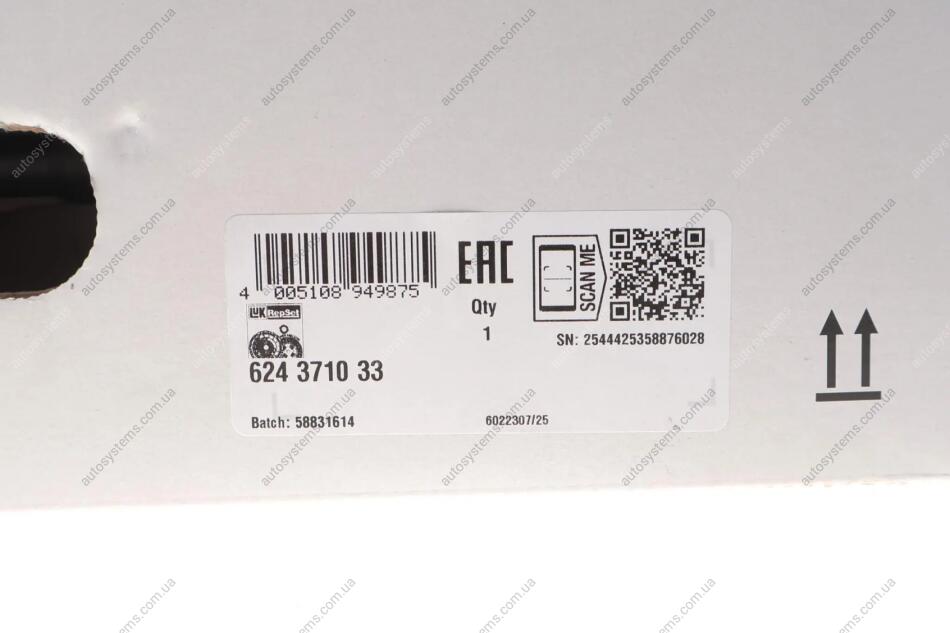 4 005108 949875
EAC
Qty
1
SCAN ME
SN: 2544425358876028
LuK RepSet
624 3710 33
Batch: 58831614
6022307/25
autosystems.com.ua